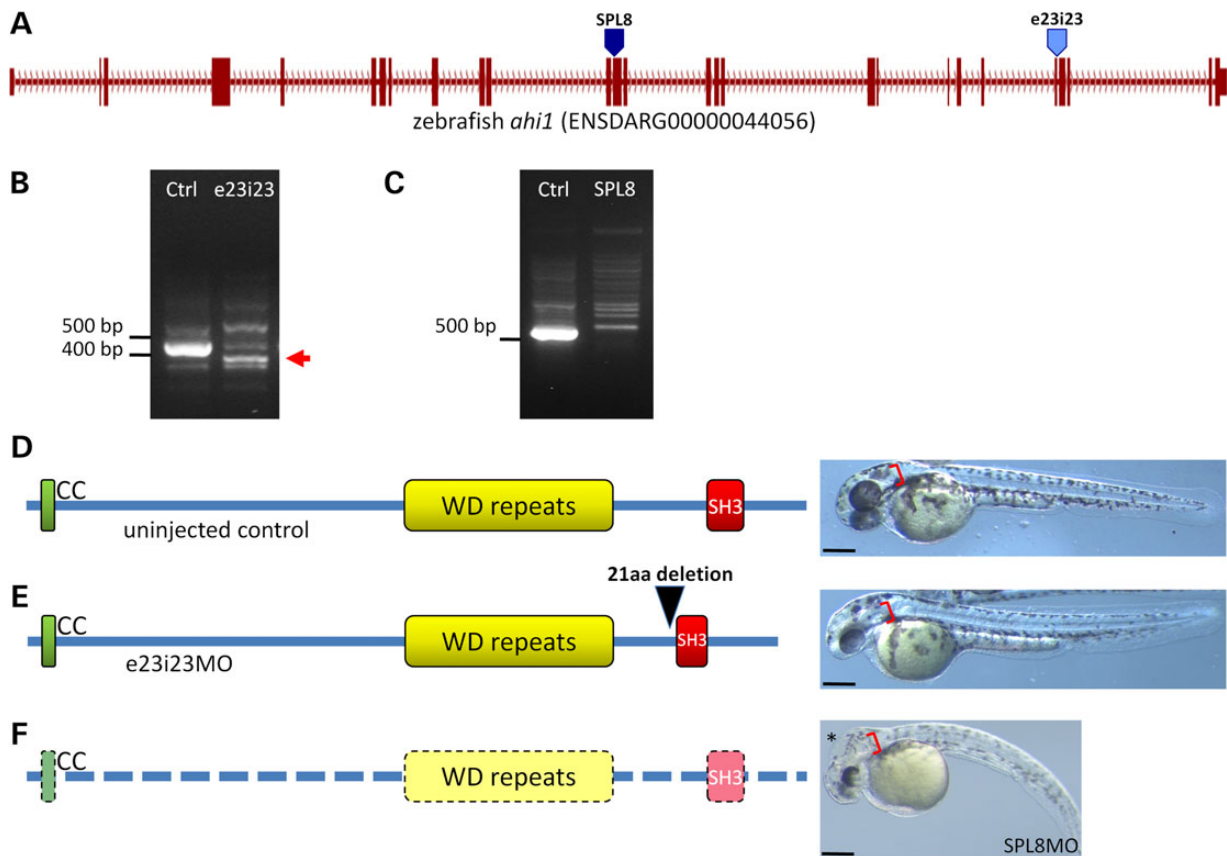 A
SPL8
e23i23
zebrafish ahi1 (ENSDARG00000044056)
B
Ctrl e23i23
500 bp
400 bp
C
Ctrl SPL8
500 bp
D
CC
WD repeats
SH3
uninjected control
E
21aa deletion
CC
WD repeats
SH3
e23i23MO
F
CC
WD repeats
SH3
*
SPL8MO